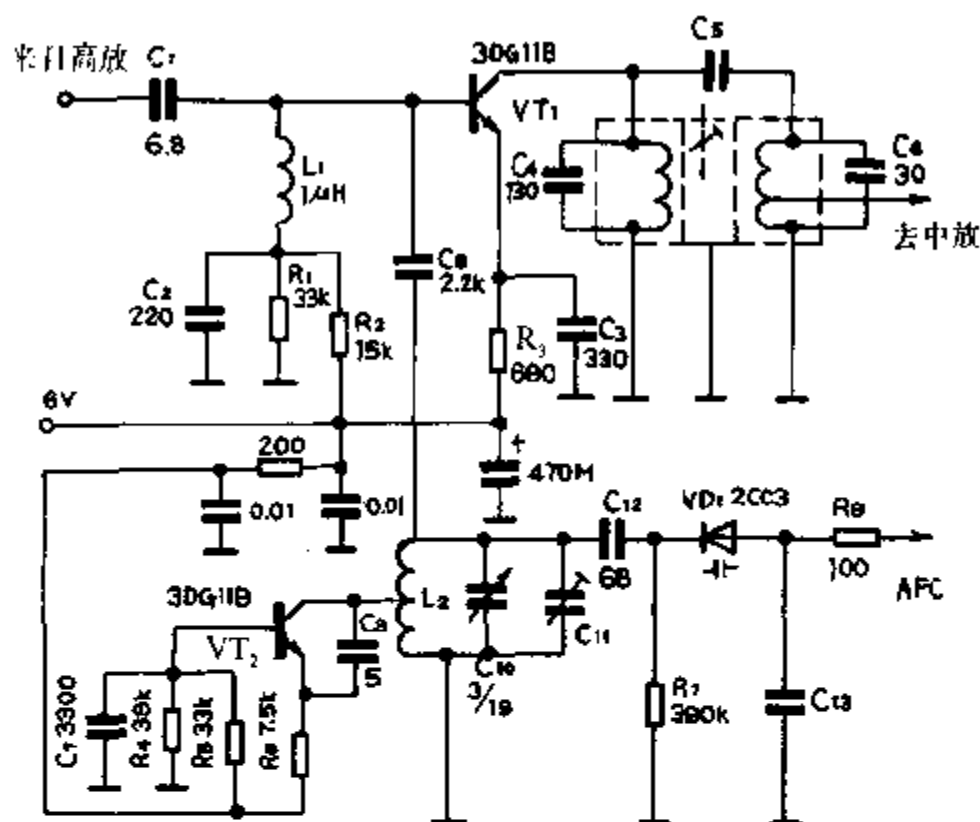 来自高放
C₇
6.8
3DG11B
VT₁
C₅
L₁
1μH
C₄
130
C₆
30
去中放
C₂
220
R₁
33k
R₂
15k
C₈
2.2k
R₃
680
C₃
330
6V
200
0.01
0.01
470M
+
C₁₂
68
VD₁ 2CC3
R₈
100
AFC
3DG11B
VT₂
C₉
5
L₂
C₁₀
3/19
C₁₁
R₇
390k
C₁₃
C₇ 3300
R₄ 39k
R₅ 33k
R₆ 7.5k